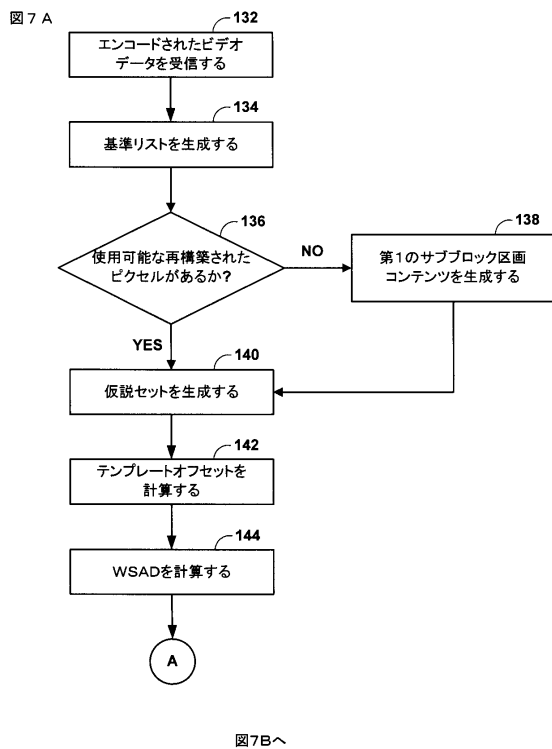 図7A
132
エンコードされたビデオ
データを受信する
134
基準リストを生成する
136
使用可能な再構築された
ピクセルがあるか?
NO
138
第1のサブブロック区画
コンテンツを生成する
YES
140
仮説セットを生成する
142
テンプレートオフセットを
計算する
144
WSADを計算する
A
図7Bへ